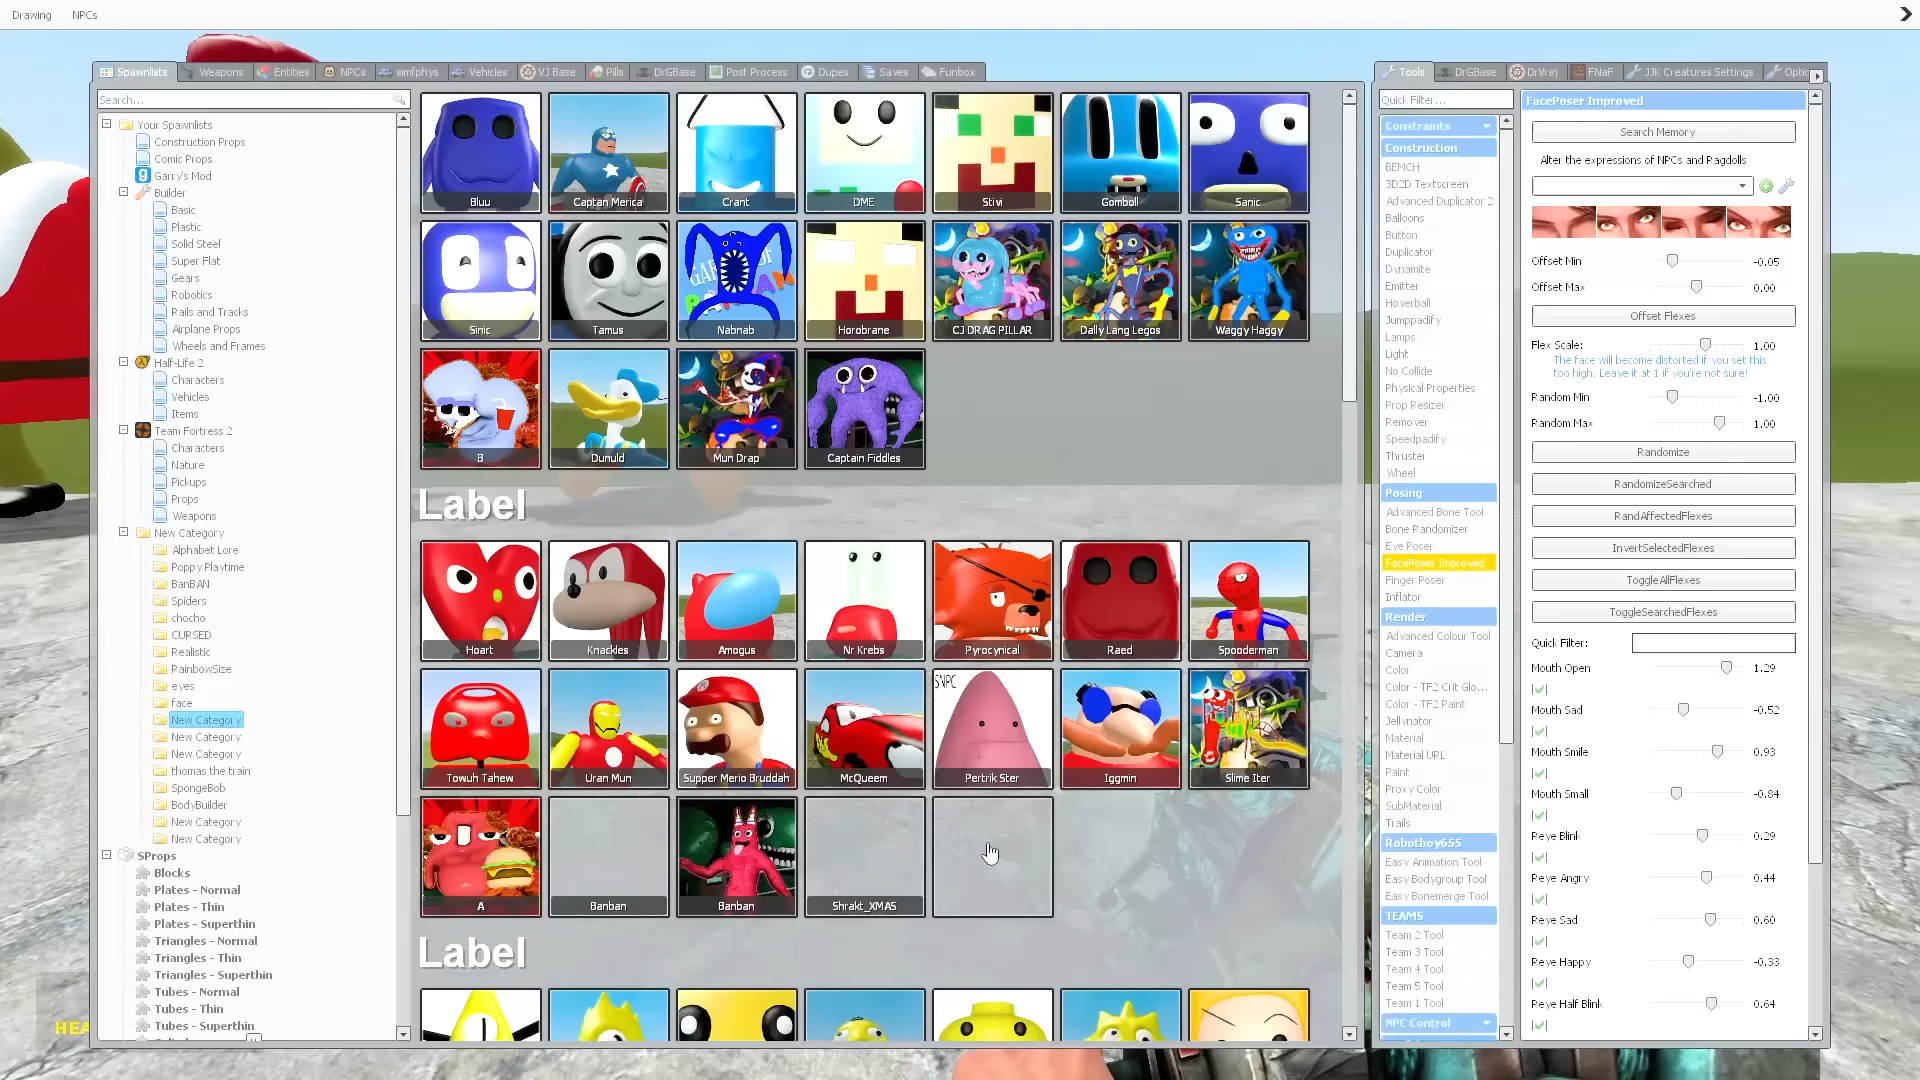 Drawing NPCs
Spawnlists Weapons Entities NPCs simfphys Vehicles VJ Base Pills DrGBase Post Process Dupes Saves Funbox
Search...
Your Spawnlists
Construction Props
Comic Props
Garry's Mod
Builder
Basic
Plastic
Solid Steel
Super Flat
Gears
Robotics
Rails and Tracks
Airplane Props
Wheels and Frames
Half-Life 2
Characters
Vehicles
Items
Team Fortress 2
Characters
Nature
Pickups
Props
Weapons
New Category
Alphabet Lore
Poppy Playtime
BanBAN
Spiders
chocho
CURSED
Realistic
RainbowSize
eyes
face
New Category
New Category
New Category
thomas the train
SpongeBob
BodyBuilder
New Category
New Category
SProps
Blocks
Plates - Normal
Plates - Thin
Plates - Superthin
Triangles - Normal
Triangles - Thin
Triangles - Superthin
Tubes - Normal
Tubes - Thin
Tubes - Superthin
HEA
Bluu Captan Merica Crant DME Stivi Gomboll Sanic
Sinic Tamus Nabnab Horobrane CJ DRAG PILLAR Dally Lang Legos Waggy Haggy
B Dunuld Mun Drap Captain Fiddles
Label
Hoart Knackles Amogus Nr Krebs Pyrocynical Raed Spooderman
SNPC
Towuh Tahew Uran Mun Supper Merio Bruddah McQueem Pertrik Ster Iggmin Slime Iter
A Banban Banban Shrakt_XMAS
Label
Tools DrGBase DrVrej FNaF JJK Creatures Settings Optio
Quick Filter...
Constraints
Construction
BEMCH
3D2D Textscreen
Advanced Duplicator 2
Balloons
Button
Duplicator
Dynamite
Emitter
Hoverball
Jumppadify
Lamps
Light
No Collide
Physical Properties
Prop Resizer
Remover
Speedpadify
Thruster
Wheel
Posing
Advanced Bone Tool
Bone Randomizer
Eye Poser
FacePoser Improved
Finger Poser
Inflator
Render
Advanced Colour Tool
Camera
Color
Color - TF2 Crit Glo...
Color - TF2 Paint
Jellynator
Material
Material URL
Paint
Proxy Color
SubMaterial
Trails
Robotboy655
Easy Animation Tool
Easy Bodygroup Tool
Easy Bonemerge Tool
TEAMS
Team 2 Tool
Team 3 Tool
Team 4 Tool
Team 5 Tool
Team 1 Tool
NPC Control
FacePoser Improved
Search Memory
Alter the expressions of NPCs and Ragdolls
Offset Min -0.05
Offset Max 0.00
Offset Flexes
Flex Scale: 1.00
The face will become distorted if you set this
too high. Leave it at 1 if you're not sure!
Random Min -1.00
Random Max 1.00
Randomize
RandomizeSearched
RandAffectedFlexes
InvertSelectedFlexes
ToggleAllFlexes
ToggleSearchedFlexes
Quick Filter:
Mouth Open 1.29
Mouth Sad -0.52
Mouth Smile 0.93
Mouth Small -0.84
Reye Blink 0.29
Reye Angry 0.44
Reye Sad 0.60
Reye Happy -0.33
Reye Half Blink 0.64